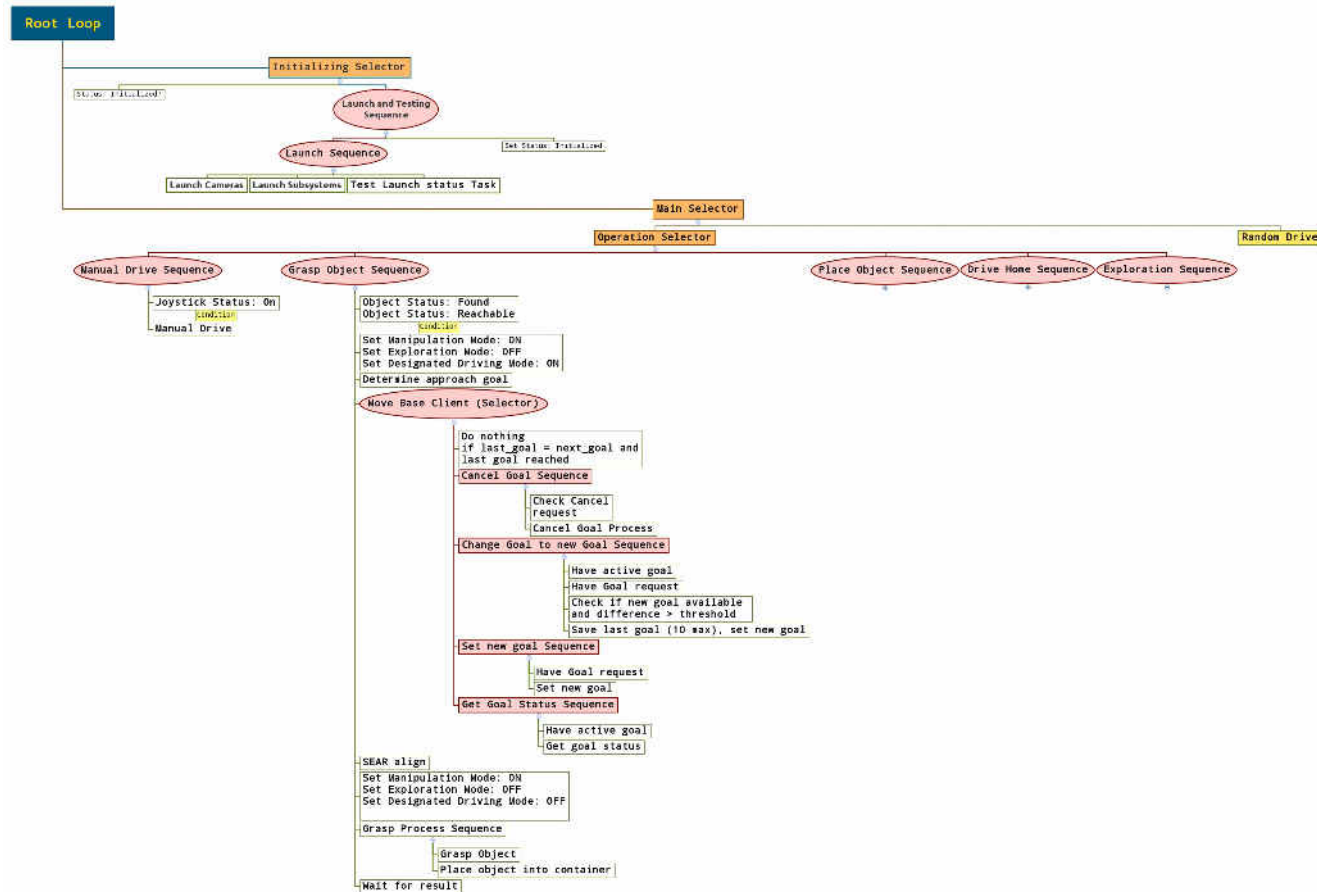 Root Loop
Initializing Selector
Status: Initialized?
Launch and Testing
Sequence
Launch Sequence
Set Status: Initialized
Launch Cameras
Launch Subsystems
Test Launch status Task
Main Selector
Operation Selector
Random Drive
Manual Drive Sequence
Grasp Object Sequence
Place Object Sequence
Drive Home Sequence
Exploration Sequence
Joystick Status: On
Condition
Manual Drive
Object Status: Found
Object Status: Reachable
Condition
Set Manipulation Mode: ON
Set Exploration Mode: OFF
Set Designated Driving Mode: ON
Determine approach goal
Move Base Client (Selector)
Do nothing
if last_goal = next_goal and
last goal reached
Cancel Goal Sequence
Check Cancel
request
Cancel Goal Process
Change Goal to new Goal Sequence
Have active goal
Have Goal request
Check if new goal available
and difference > threshold
Save last goal (10 max), set new goal
Set new goal Sequence
Have Goal request
Set new goal
Get Goal Status Sequence
Have active goal
Get goal status
SEAR align
Set Manipulation Mode: ON
Set Exploration Mode: OFF
Set Designated Driving Mode: OFF
Grasp Process Sequence
Grasp Object
Place object into container
Wait for result